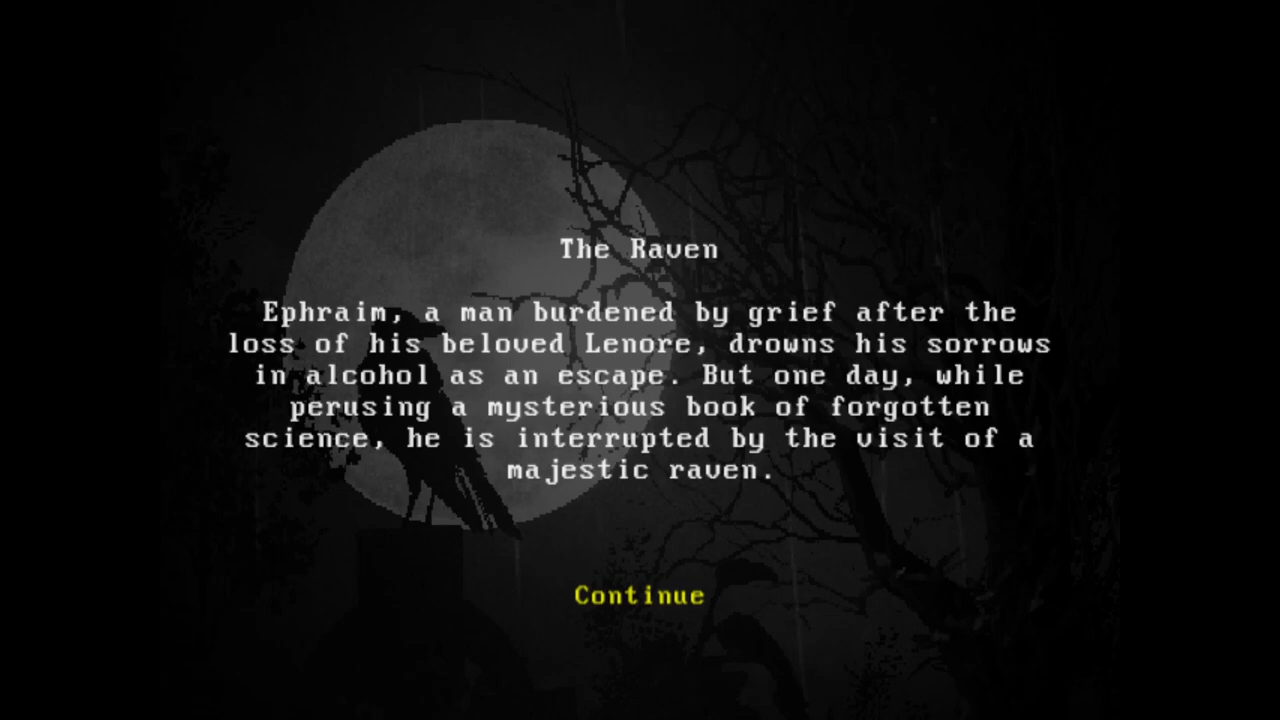 The Raven
Ephraim, a man burdened by grief after the
loss of his beloved Lenore, drowns his sorrows
in alcohol as an escape. But one day, while
perusing a mysterious book of forgotten
science, he is interrupted by the visit of a
majestic raven.
Continue